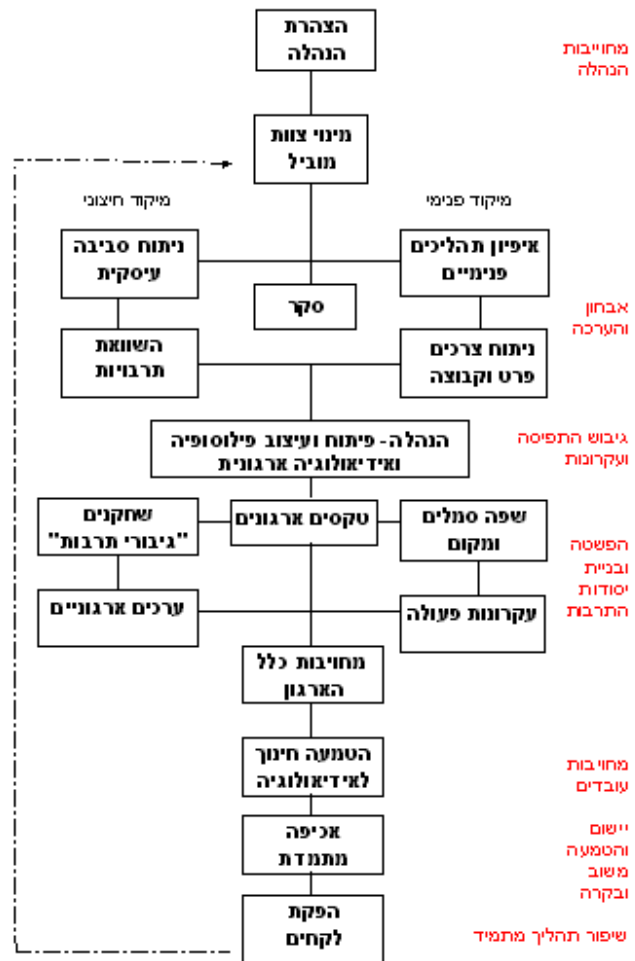 הצהרת
הנהלה
מחוייבות
הנהלה
מינוי צוות
מוביל
מיקוד פנימי
מיקוד חיצוני
איפיון תהליכים
פנימיים
ניתוח סביבה
עיסקית
סקר
אבחון
והערכה
ניתוח צרכים
פרט וקבוצה
השוואת
תרבויות
הנהלה - פיתוח ועיצוב פילוסופיה
ואידיאולוגיה ארגונית
גיבוש התפיסה
ועקרונות
שפה סמלים
ומקום
טקסים ארגונים
שחקנים
"גיבורי תרבות"
הפשטה
ובניית
יסודות
התרבות
עקרונות פעולה
ערכים ארגוניים
מחויבות כלל
הארגון
הטמעה חינוך
לאידיאולוגיה
מחויבות
עובדים
אכיפה
מתמדת
יישום
והטמעה
משוב
ובקרה
הפקת
לקחים
שיפור תהליך מתמיד